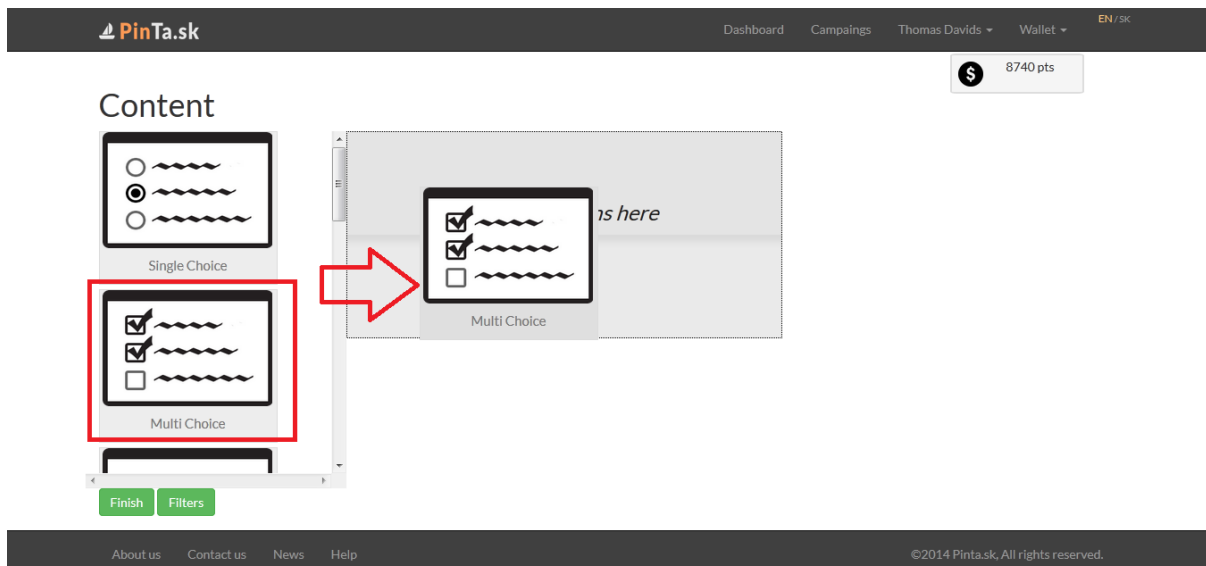 PinTa.sk
Dashboard Campaings Thomas Davids Wallet EN / SK
8740 pts
Content
Single Choice
here
Multi Choice
Multi Choice
Finish Filters
About us Contact us News Help ©2014 Pinta.sk, All rights reserved.